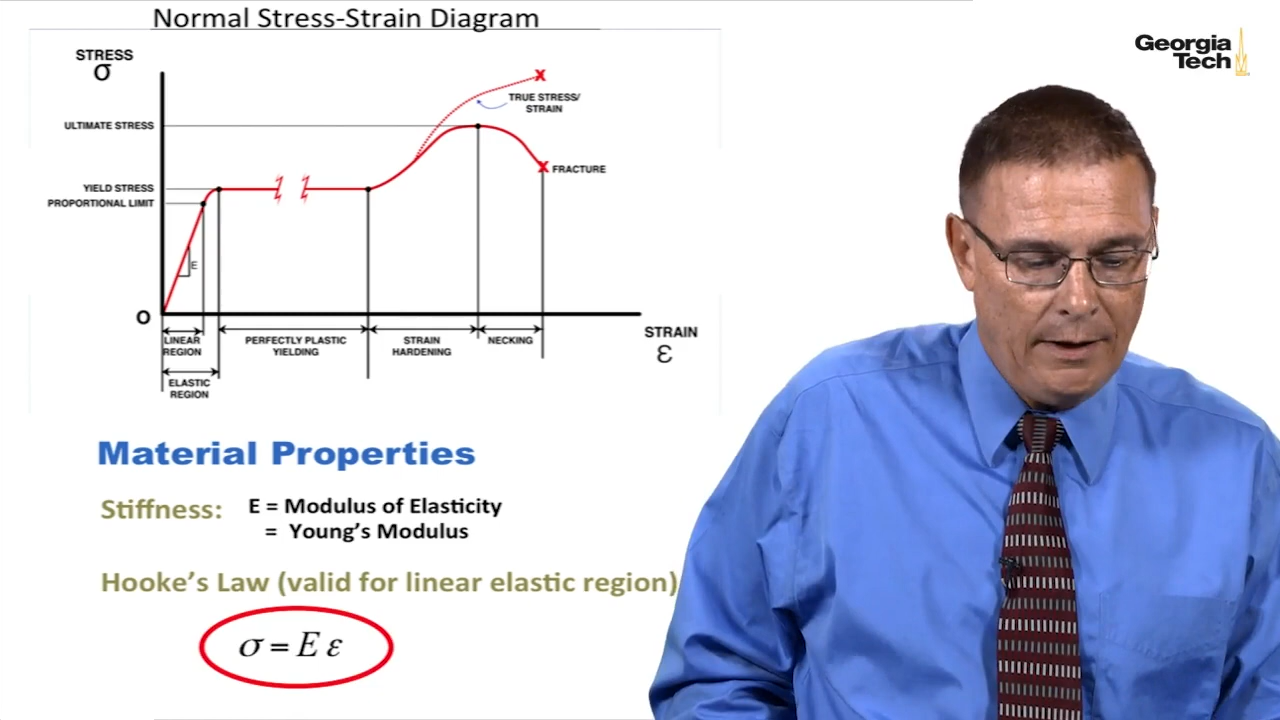 Normal Stress-Strain Diagram
STRESS
σ
Georgia
Tech
TRUE STRESS/
STRAIN
ULTIMATE STRESS
FRACTURE
YIELD STRESS
PROPORTIONAL LIMIT
E
O
LINEAR
REGION
PERFECTLY PLASTIC
YIELDING
STRAIN
HARDENING
NECKING
STRAIN
ε
ELASTIC
REGION
Material Properties
Stiffness: E = Modulus of Elasticity
= Young's Modulus
Hooke's Law (valid for linear elastic region)
σ = E ε